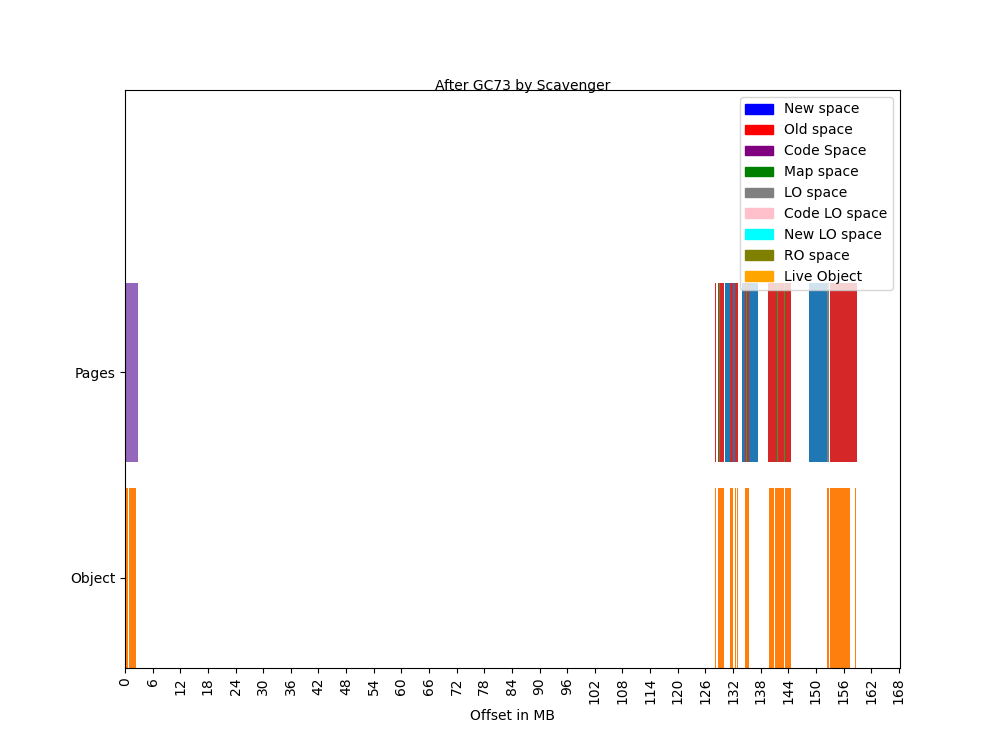 After GC73 by Scavenger
New space
Old space
Code Space
Map space
LO space
Code LO space
New LO space
RO space
Live Object
Pages
Object
0 6 12 18 24 30 36 42 48 54 60 66 72 78 84 90 96 102 108 114 120 126 132 138 144 150 156 162 168
Offset in MB